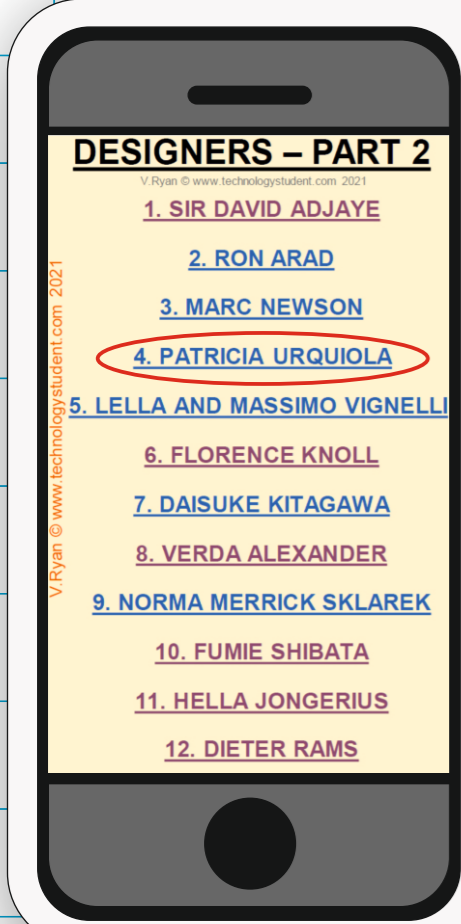 DESIGNERS – PART 2
V.Ryan © www.technologystudent.com 2021
1. SIR DAVID ADJAYE
2. RON ARAD
3. MARC NEWSON
4. PATRICIA URQUIOLA
5. LELLA AND MASSIMO VIGNELLI
6. FLORENCE KNOLL
7. DAISUKE KITAGAWA
8. VERDA ALEXANDER
9. NORMA MERRICK SKLAREK
10. FUMIE SHIBATA
11. HELLA JONGERIUS
12. DIETER RAMS
V.Ryan © www.technologystudent.com 2021